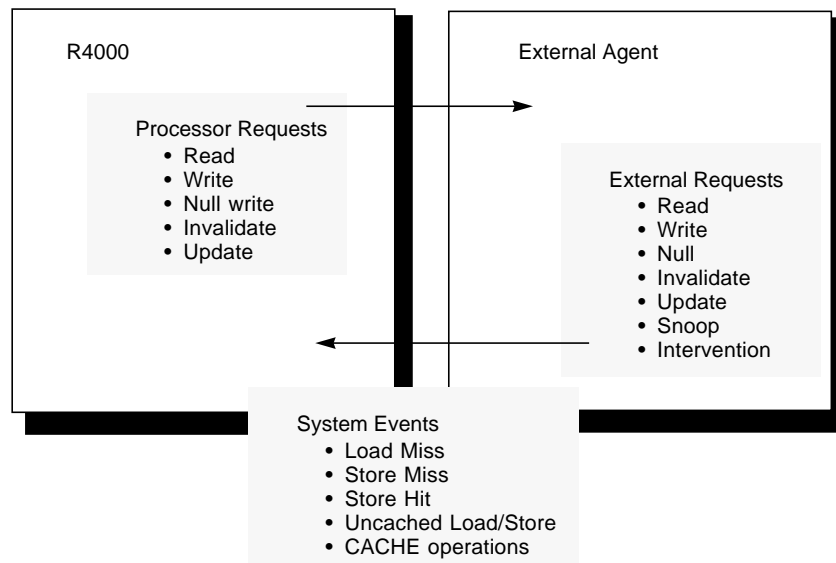 R4000
Processor Requests
• Read
• Write
• Null write
• Invalidate
• Update
External Agent
External Requests
• Read
• Write
• Null
• Invalidate
• Update
• Snoop
• Intervention
System Events
• Load Miss
• Store Miss
• Store Hit
• Uncached Load/Store
• CACHE operations